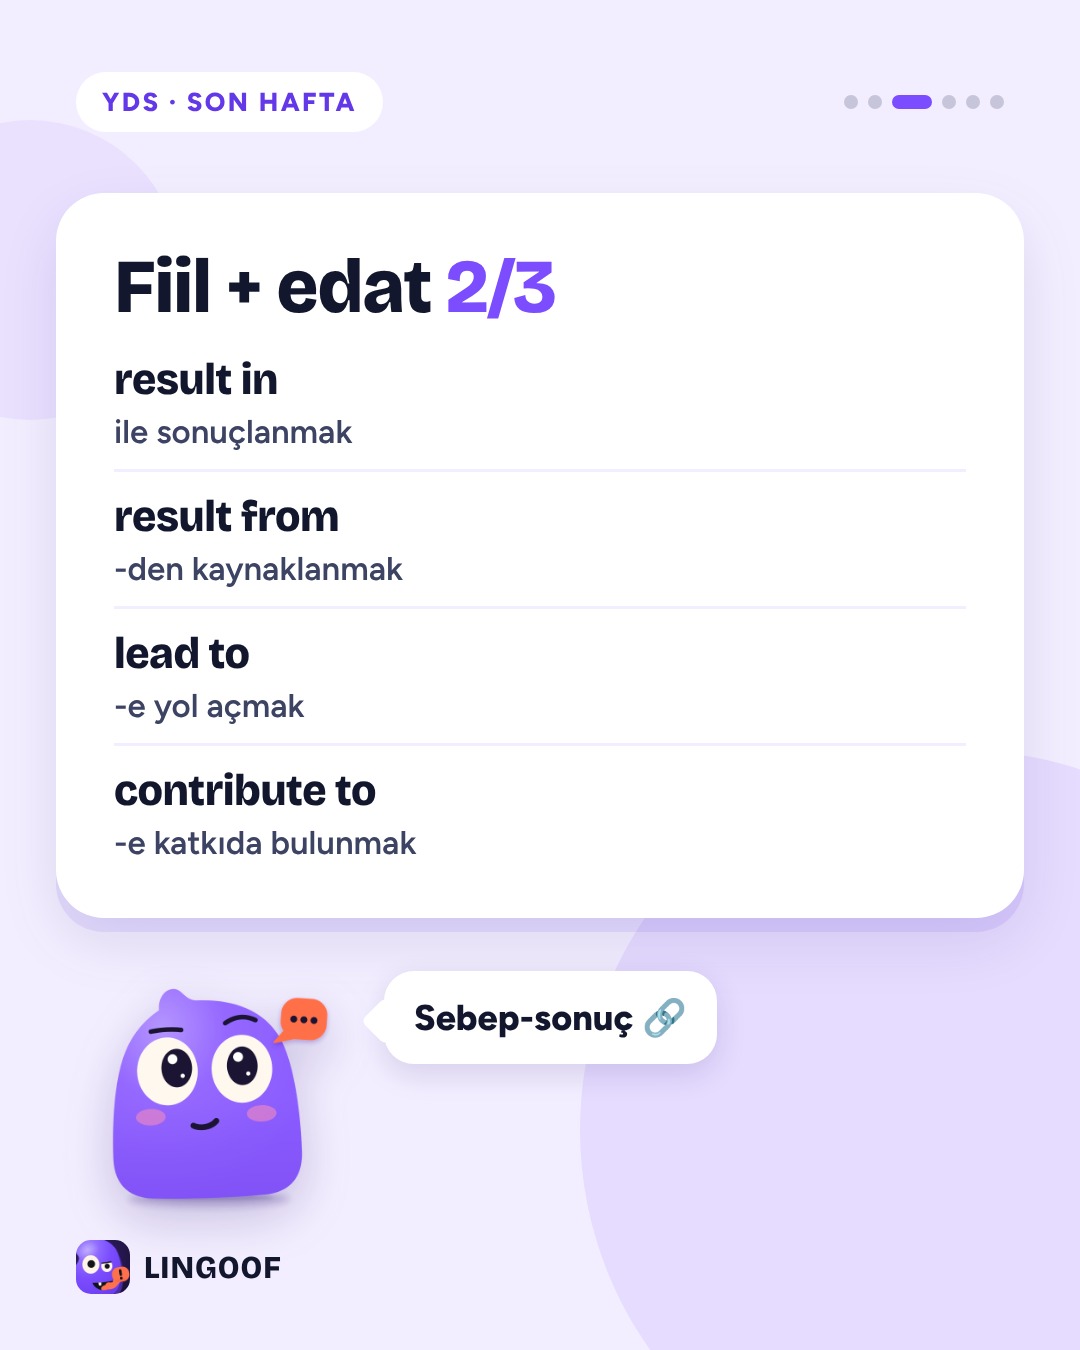 YDS · SON HAFTA
Fiil + edat 2/3
result in
ile sonuçlanmak
result from
-den kaynaklanmak
lead to
-e yol açmak
contribute to
-e katkıda bulunmak
Sebep-sonuç 🔗
LINGOOF